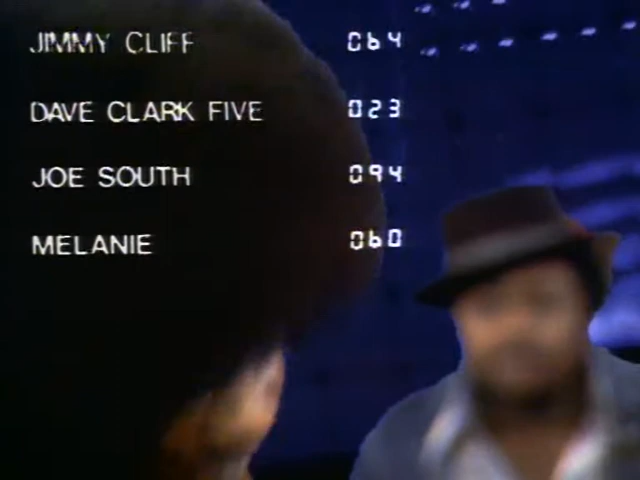 JIMMY CLIFF 064
DAVE CLARK FIVE 023
JOE SOUTH 094
MELANIE 060